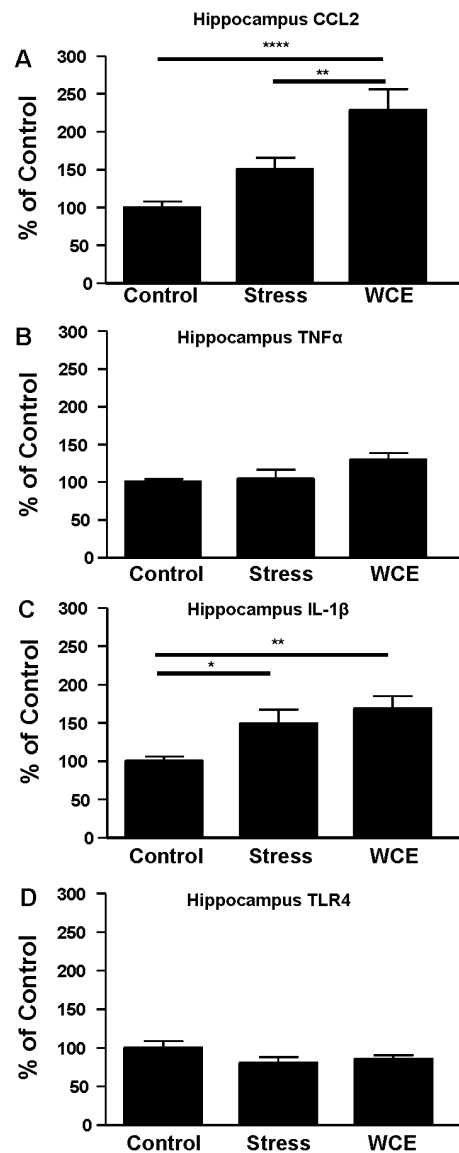 Hippocampus CCL2
A
****
**
300
250
200
150
100
50
0
% of Control
Control Stress WCE
B
Hippocampus TNFα
300
250
200
150
100
50
0
% of Control
Control Stress WCE
C
Hippocampus IL-1β
**
*
300
250
200
150
100
50
0
% of Control
Control Stress WCE
D
Hippocampus TLR4
300
250
200
150
100
50
0
% of Control
Control Stress WCE